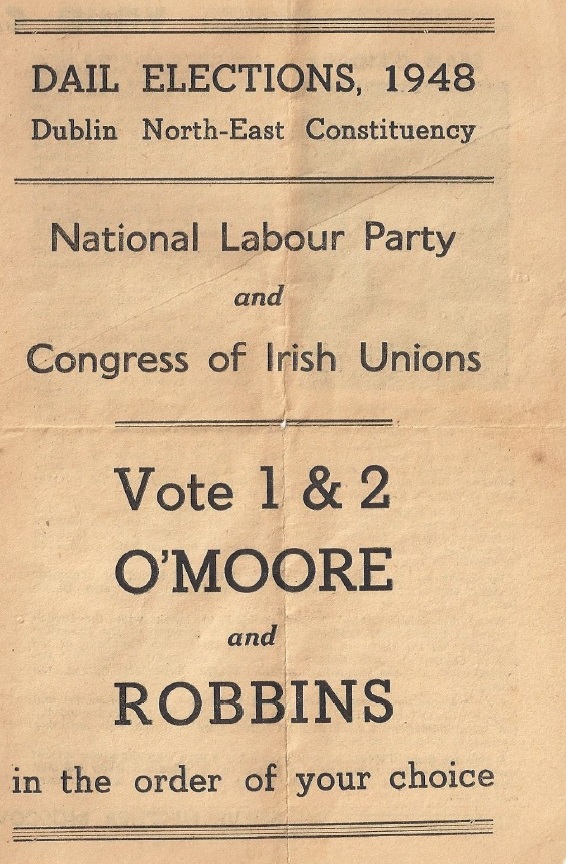 DAIL ELECTIONS, 1948
Dublin North-East Constituency
National Labour Party
and
Congress of Irish Unions
Vote 1 & 2
O'MOORE
and
ROBBINS
in the order of your choice